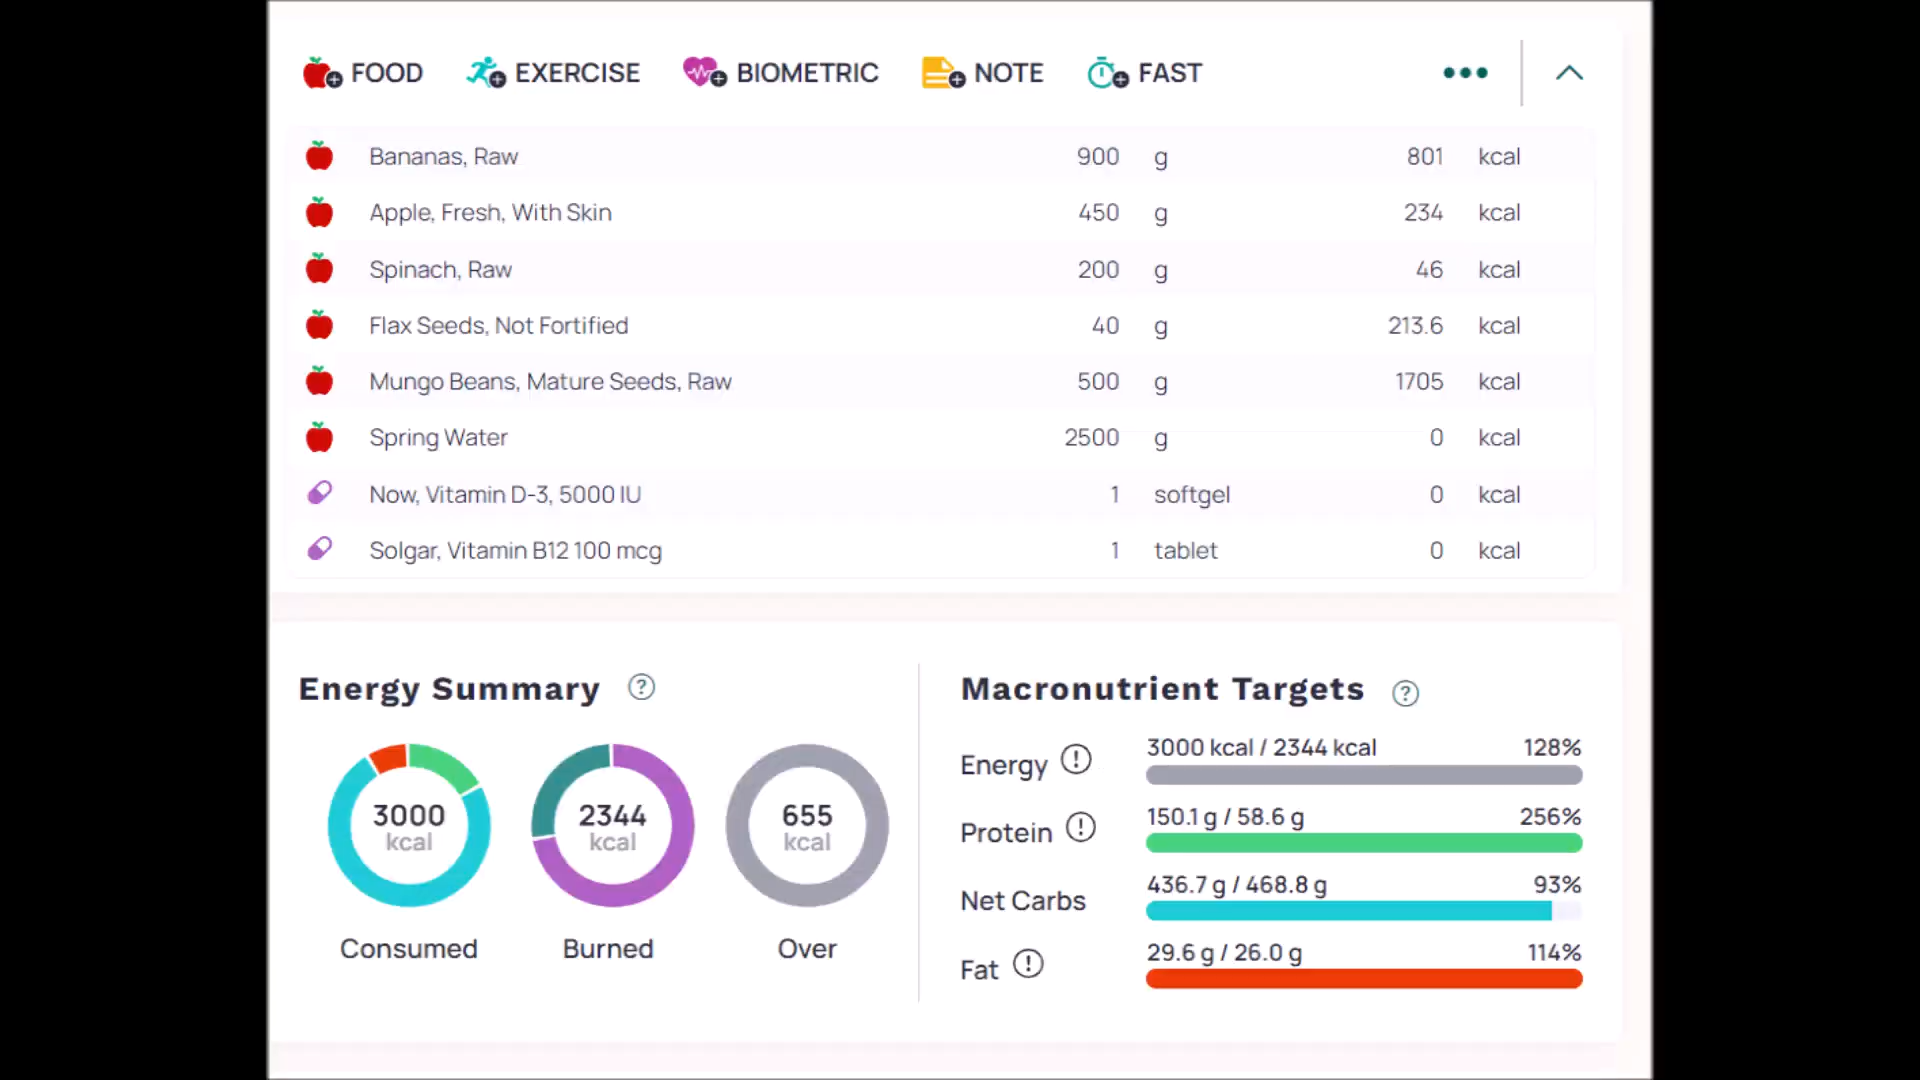 FOOD EXERCISE BIOMETRIC NOTE FAST
Bananas, Raw 900 g 801 kcal
Apple, Fresh, With Skin 450 g 234 kcal
Spinach, Raw 200 g 46 kcal
Flax Seeds, Not Fortified 40 g 213.6 kcal
Mungo Beans, Mature Seeds, Raw 500 g 1705 kcal
Spring Water 2500 g 0 kcal
Now, Vitamin D-3, 5000 IU 1 softgel 0 kcal
Solgar, Vitamin B12 100 mcg 1 tablet 0 kcal
Energy Summary ?
3000 kcal
Consumed
2344 kcal
Burned
655 kcal
Over
Macronutrient Targets ?
Energy ! 3000 kcal / 2344 kcal 128%
Protein ! 150.1 g / 58.6 g 256%
Net Carbs 436.7 g / 468.8 g 93%
Fat ! 29.6 g / 26.0 g 114%